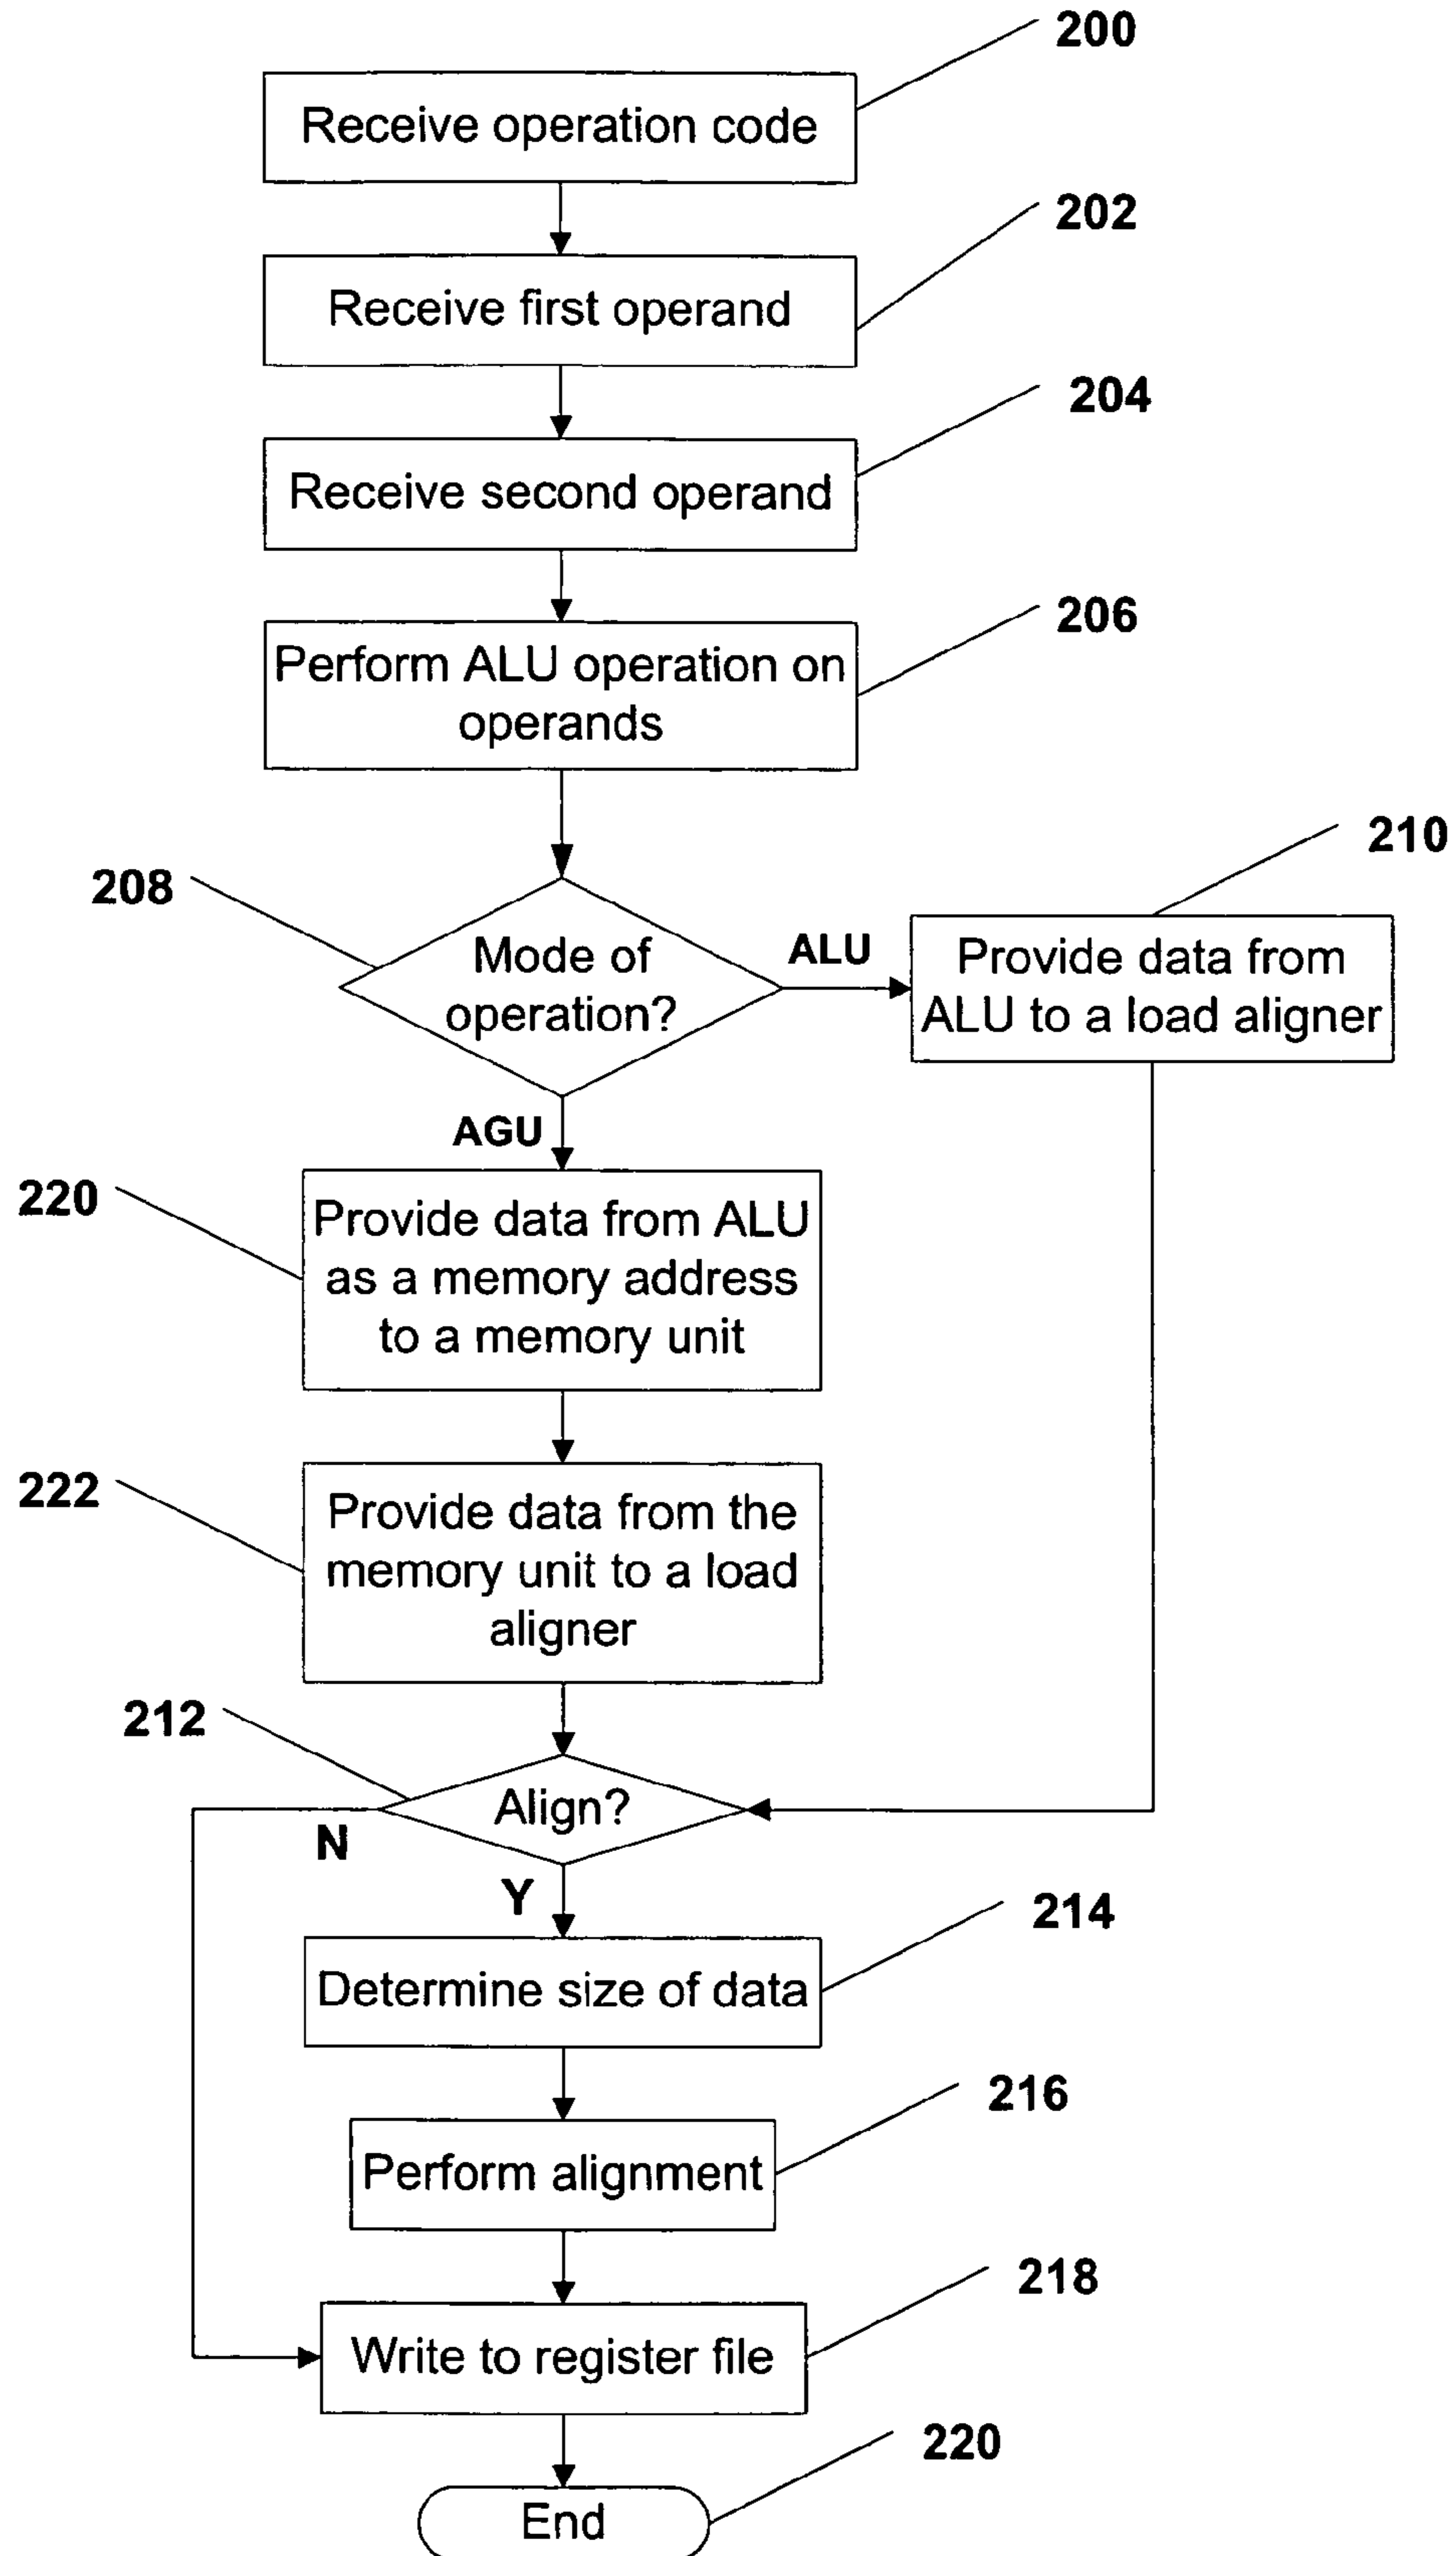 200
Receive operation code
202
Receive first operand
204
Receive second operand
206
Perform ALU operation on
operands
210
208
Mode of
operation?
ALU
Provide data from
ALU to a load aligner
AGU
220
Provide data from ALU
as a memory address
to a memory unit
222
Provide data from the
memory unit to a load
aligner
212
Align?
N
Y
214
Determine size of data
216
Perform alignment
218
Write to register file
220
End